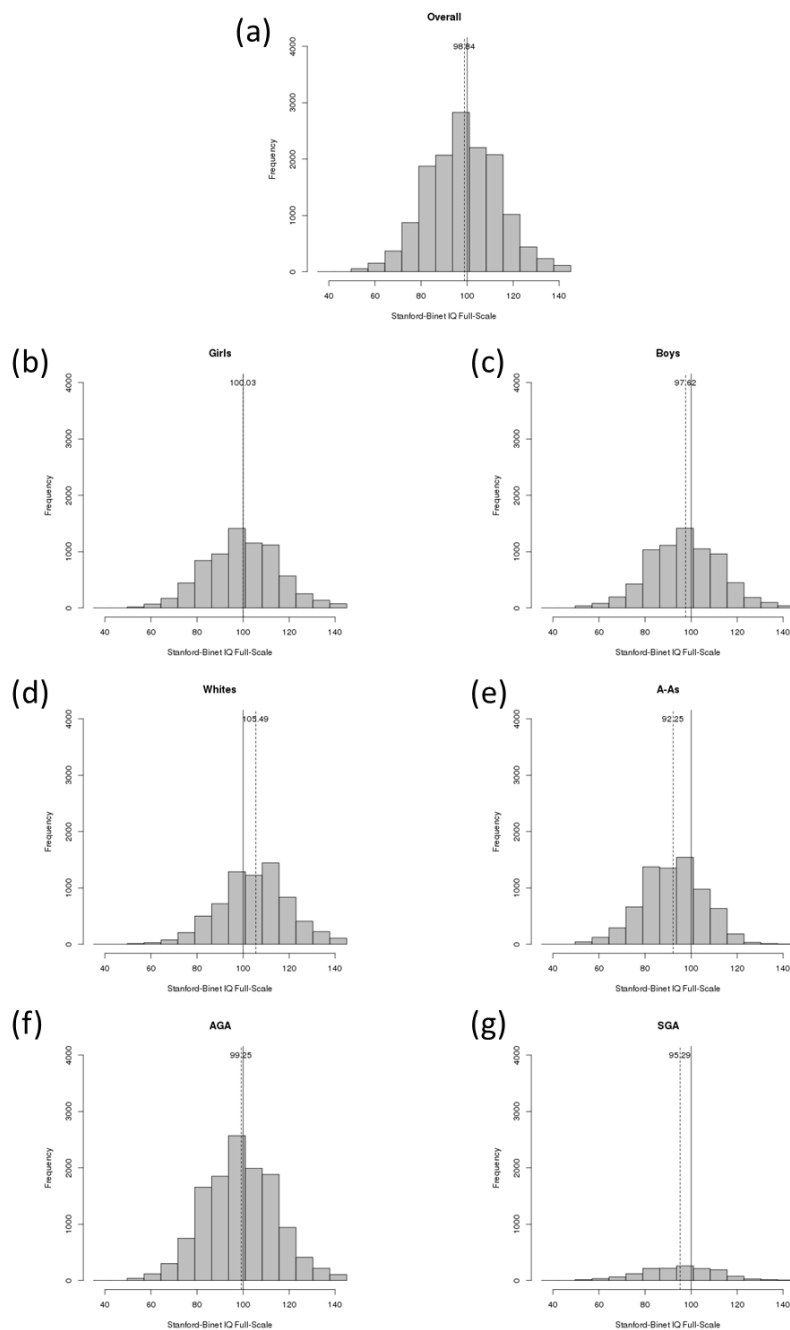 (a)
Overall
98.84
4000
3000
2000
1000
0
Frequency
40 60 80 100 120 140
Stanford-Binet IQ Full-Scale
(b)
Girls
100.03
4000
3000
2000
1000
0
Frequency
40 60 80 100 120 140
Stanford-Binet IQ Full-Scale
(c)
Boys
97.62
4000
3000
2000
1000
0
Frequency
40 60 80 100 120 140
Stanford-Binet IQ Full-Scale
(d)
Whites
105.49
4000
3000
2000
1000
0
Frequency
40 60 80 100 120 140
Stanford-Binet IQ Full-Scale
(e)
A-As
92.25
4000
3000
2000
1000
0
Frequency
40 60 80 100 120 140
Stanford-Binet IQ Full-Scale
(f)
AGA
99.25
4000
3000
2000
1000
0
Frequency
40 60 80 100 120 140
Stanford-Binet IQ Full-Scale
(g)
SGA
95.29
4000
3000
2000
1000
0
Frequency
40 60 80 100 120 140
Stanford-Binet IQ Full-Scale